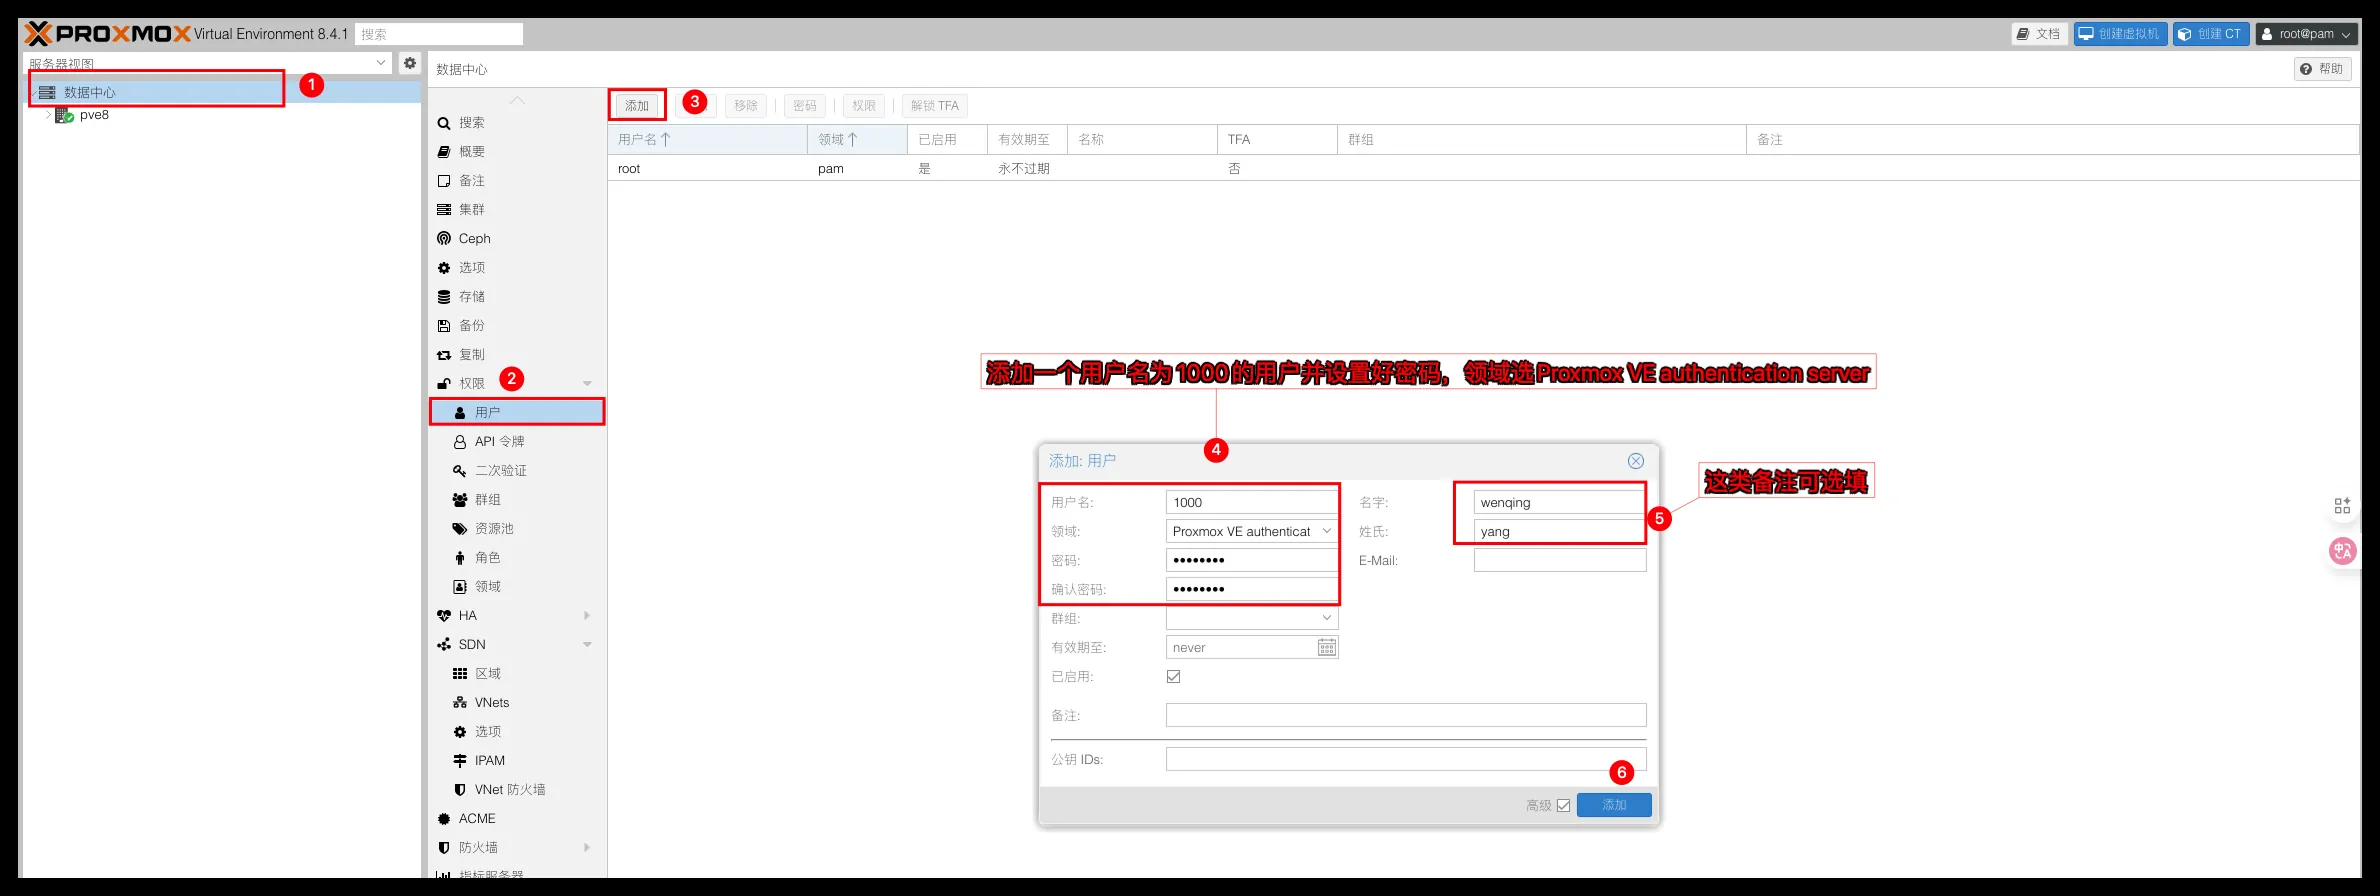 PROXMOX Virtual Environment 8.4.1 搜索 文档 创建虚拟机 创建 CT root@pam
服务器视图
数据中心 1
pve8
数据中心 帮助
搜索
概要
备注
集群
Ceph
选项
存储
备份
复制
权限 2
用户
API 令牌
二次验证
群组
资源池
角色
领域
HA
SDN
区域
VNets
选项
IPAM
VNet 防火墙
ACME
防火墙
指标服务器
添加 3 移除 密码 权限 解锁 TFA
用户名 领域 已启用 有效期至 名称 TFA 群组 备注
root pam 是 永不过期 否
添加一个用户名为1000的用户并设置好密码，领域选Proxmox VE authentication server
4
添加: 用户
这类备注可选填
5
用户名: 1000 名字: wenqing
领域: Proxmox VE authenticat 姓氏: yang
密码: •••••••• E-Mail:
确认密码: ••••••••
群组:
有效期至: never
已启用:
备注:
公钥 IDs:
6
高级 添加